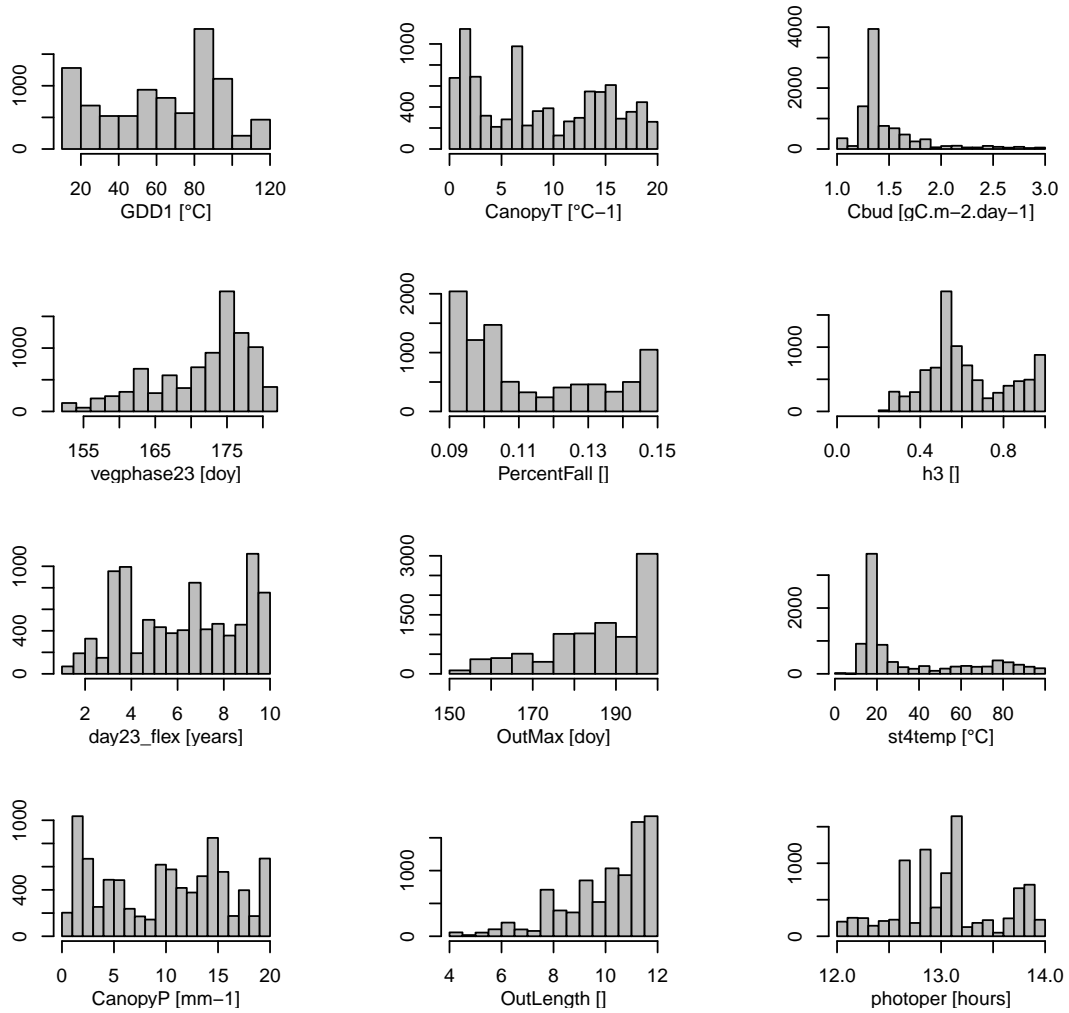 0 1000
20 40 60 80 120
GDD1 [°C]
0 400 1000
0 5 10 15 20
CanopyT [°C−1]
0 2000 4000
1.0 1.5 2.0 2.5 3.0
Cbud [gC.m−2.day−1]
0 1000
155 165 175
vegphase23 [doy]
0 1000 2000
0.09 0.11 0.13 0.15
PercentFall []
0 1000
0.0 0.4 0.8
h3 []
0 400 1000
2 4 6 8 10
day23_flex [years]
0 1500 3000
150 170 190
OutMax [doy]
0 2000
0 20 40 60 80
st4temp [°C]
0 400 1000
0 5 10 15 20
CanopyP [mm−1]
0 1000
4 6 8 10 12
OutLength []
0 1000
12.0 13.0 14.0
photoper [hours]